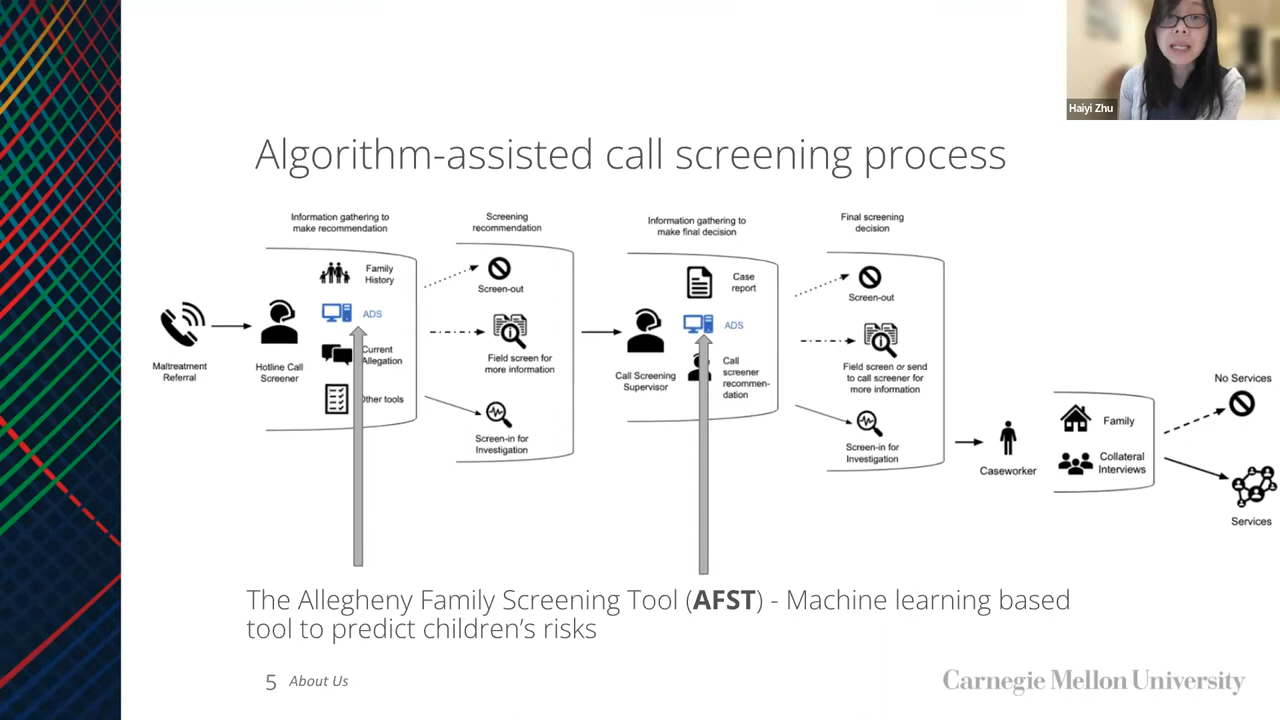 Haiyi Zhu
Algorithm-assisted call screening process
Information gathering to
make recommendation
Screening
recommendation
Information gathering to
make final decision
Final screening
decision
Maltreatment
Referral
Hotline Call
Screener
Family
History
ADS
Current
Allegation
Other tools
Screen-out
Field screen for
more information
Screen-in for
Investigation
Call Screening
Supervisor
Case
report
ADS
Call
screener
recommen-
dation
Screen-out
Field screen or send
to call screener for
more information
Screen-in for
Investigation
Caseworker
Family
Collateral
Interviews
No Services
Services
The Allegheny Family Screening Tool (AFST) - Machine learning based
tool to predict children’s risks
5 About Us
Carnegie Mellon University